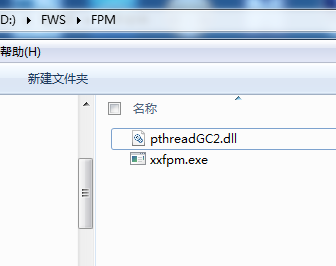 D:) ▸ FWS ▸ FPM
帮助(H)
新建文件夹
名称
pthreadGC2.dll
xxfpm.exe